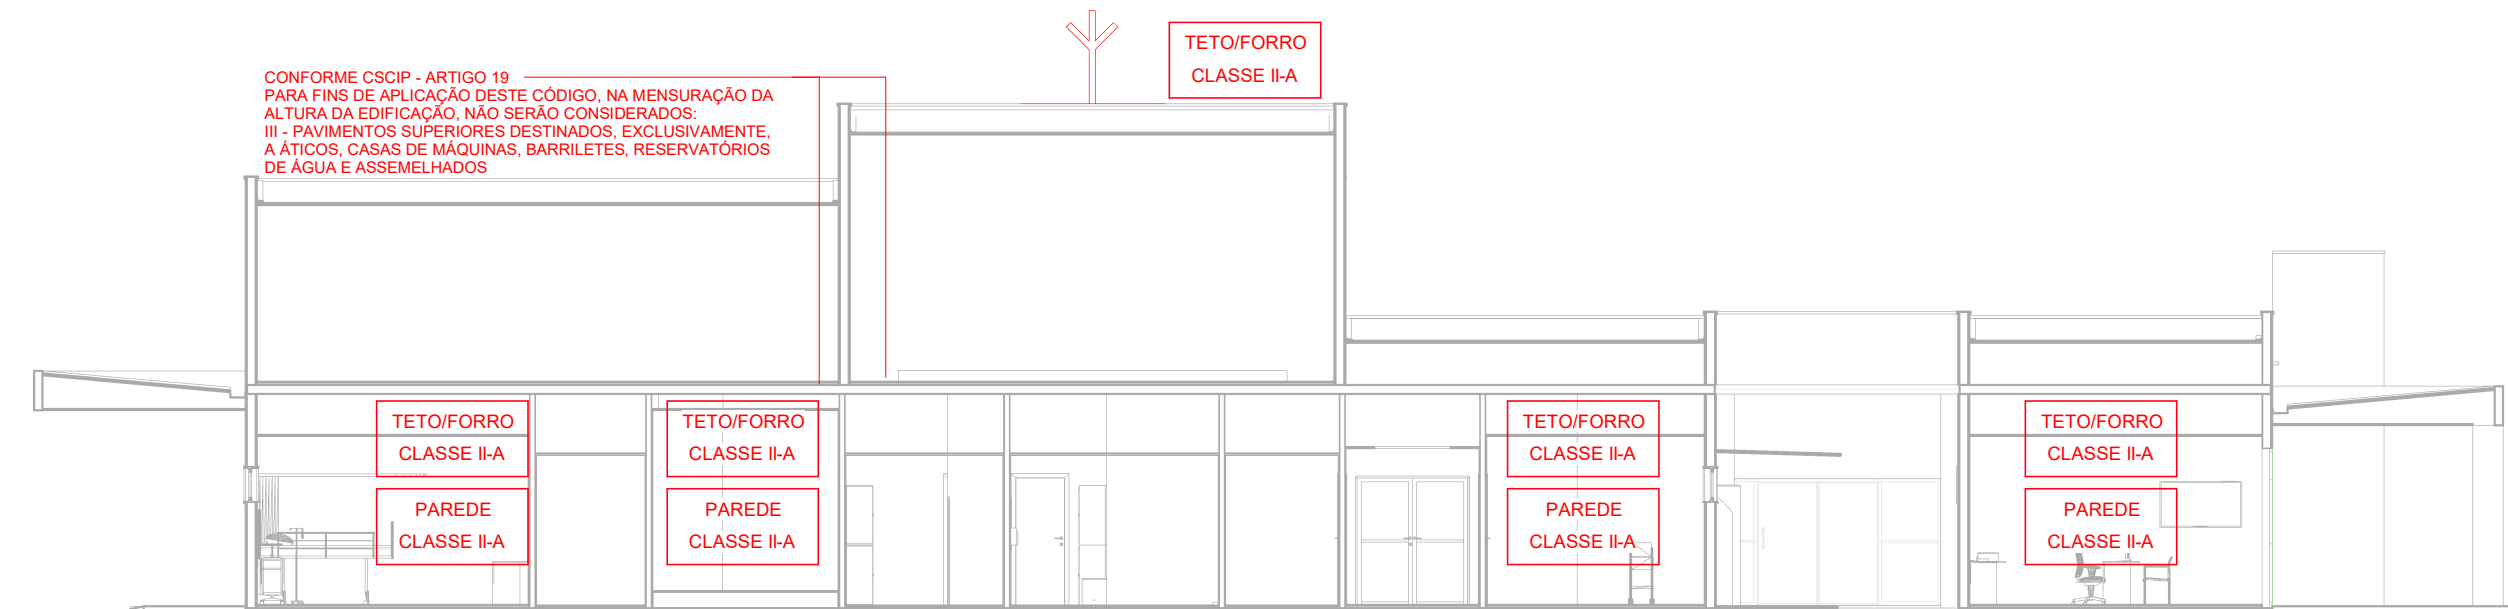 TETO/FORRO
CLASSE II-A
CONFORME CSCIP - ARTIGO 19
PARA FINS DE APLICAÇÃO DESTE CÓDIGO, NA MENSURAÇÃO DA
ALTURA DA EDIFICAÇÃO, NÃO SERÃO CONSIDERADOS:
III - PAVIMENTOS SUPERIORES DESTINADOS, EXCLUSIVAMENTE,
A ÁTICOS, CASAS DE MÁQUINAS, BARRILETES, RESERVATÓRIOS
DE ÁGUA E ASSEMELHADOS
TETO/FORRO
CLASSE II-A
PAREDE
CLASSE II-A
TETO/FORRO
CLASSE II-A
PAREDE
CLASSE II-A
TETO/FORRO
CLASSE II-A
PAREDE
CLASSE II-A
TETO/FORRO
CLASSE II-A
PAREDE
CLASSE II-A